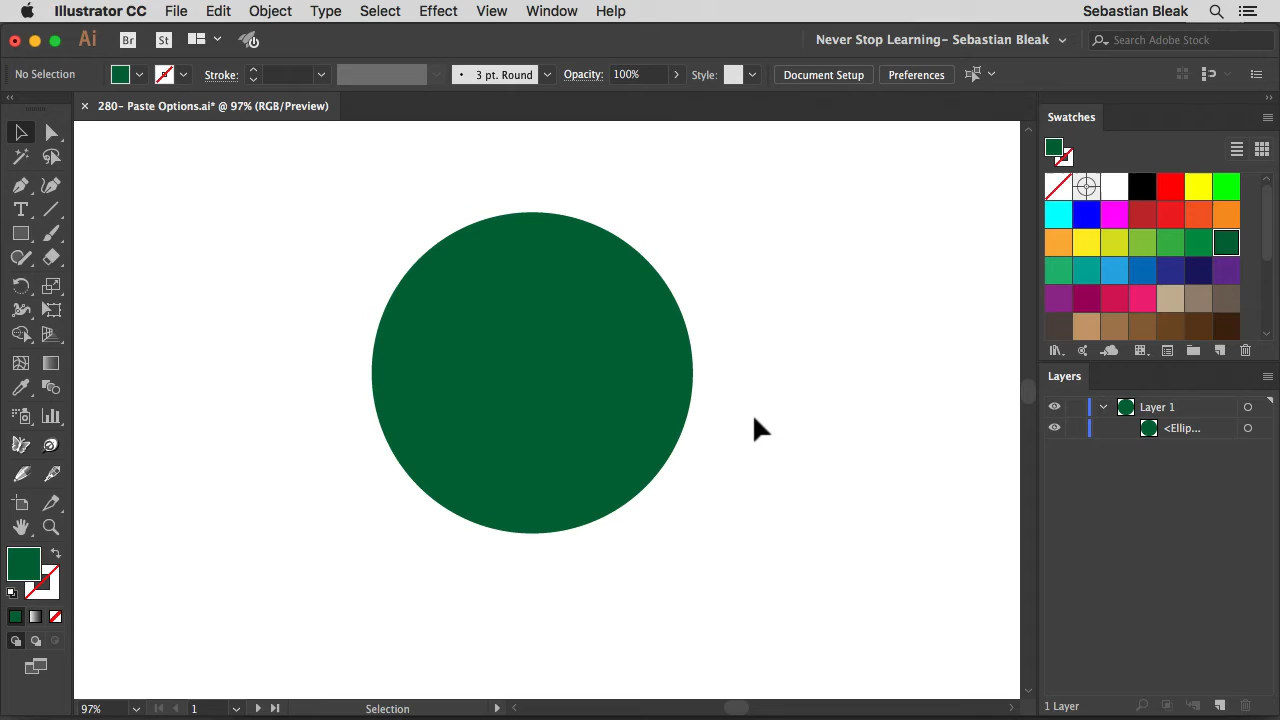 Illustrator CC File Edit Object Type Select Effect View Window Help Sebastian Bleak
Ai Br St Never Stop Learning- Sebastian Bleak Search Adobe Stock
No Selection Stroke: 3 pt. Round Opacity: 100% Style: Document Setup Preferences
280- Paste Options.ai* @ 97% (RGB/Preview)
Swatches
Layers
Layer 1
<Ellip...
1 Layer
97% 1 Selection